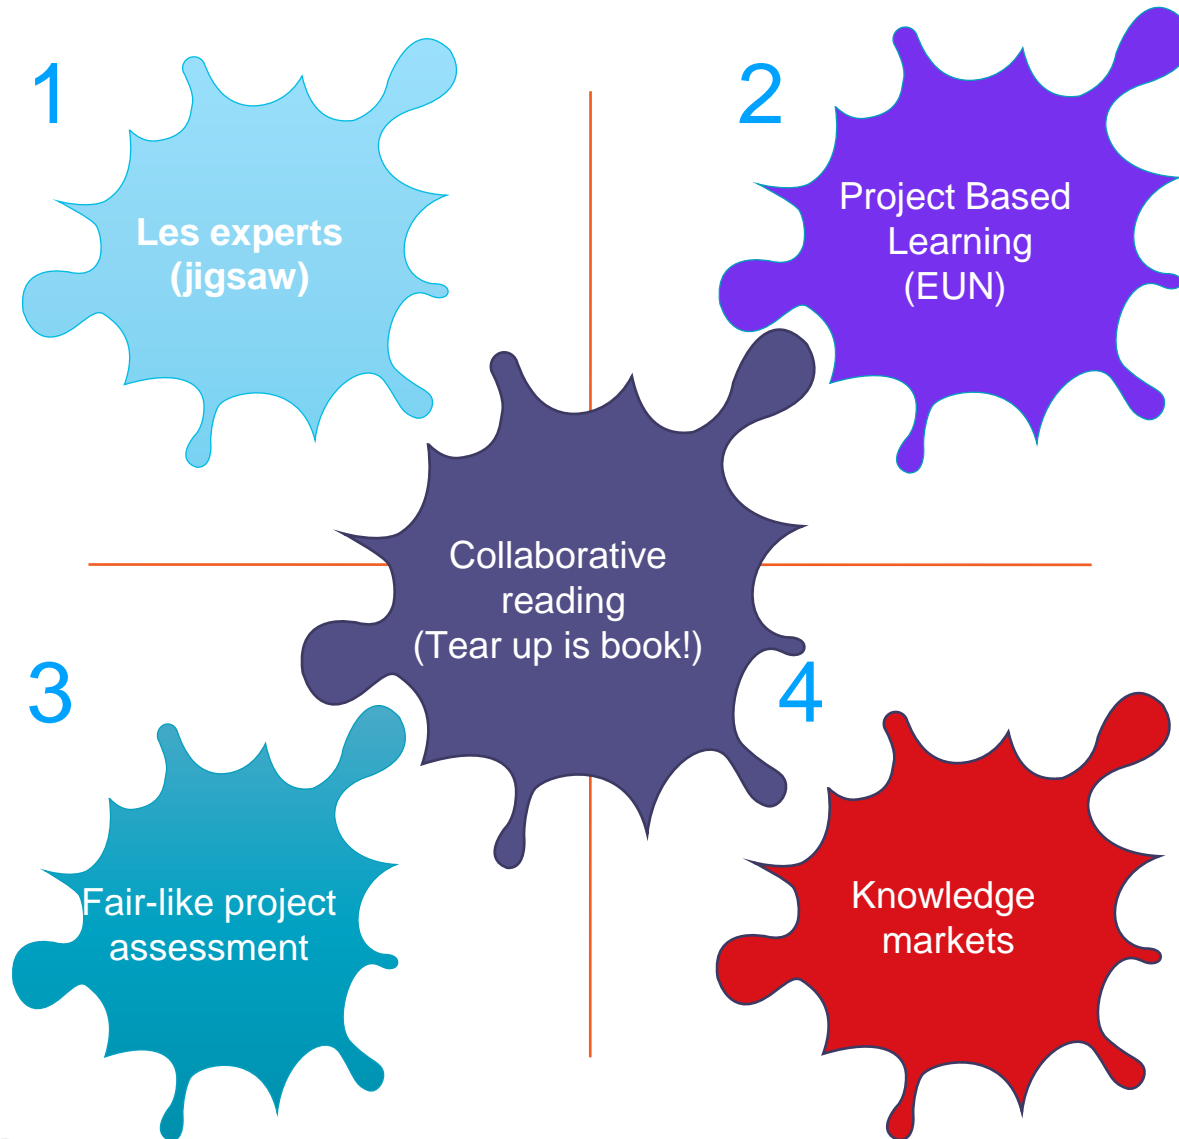 1
Les experts
(jigsaw)
2
Project Based
Learning
(EUN)
Collaborative
reading
(Tear up is book!)
3
Fair-like project
assessment
4
Knowledge
markets